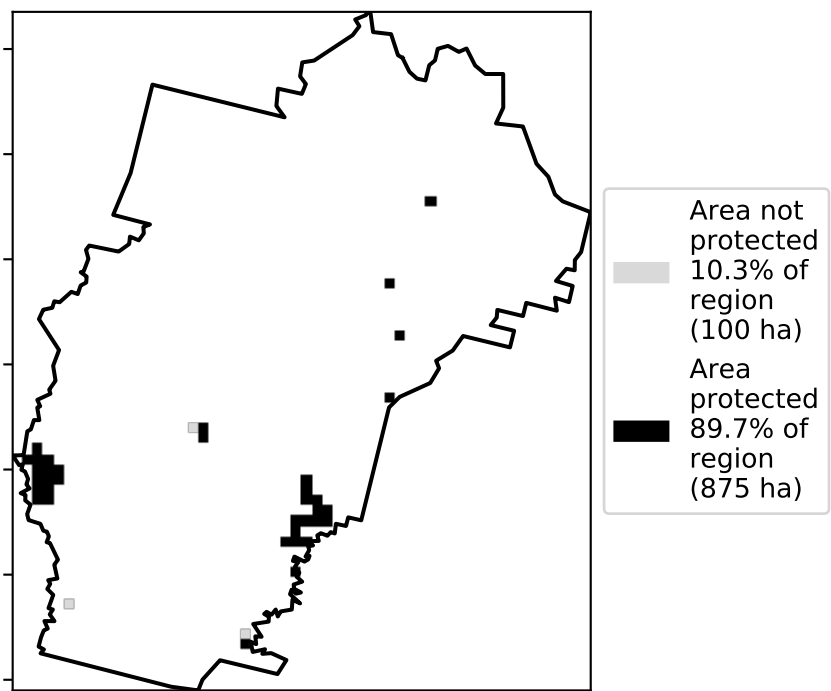 Area not
protected
10.3% of
region
(100 ha)
Area
protected
89.7% of
region
(875 ha)